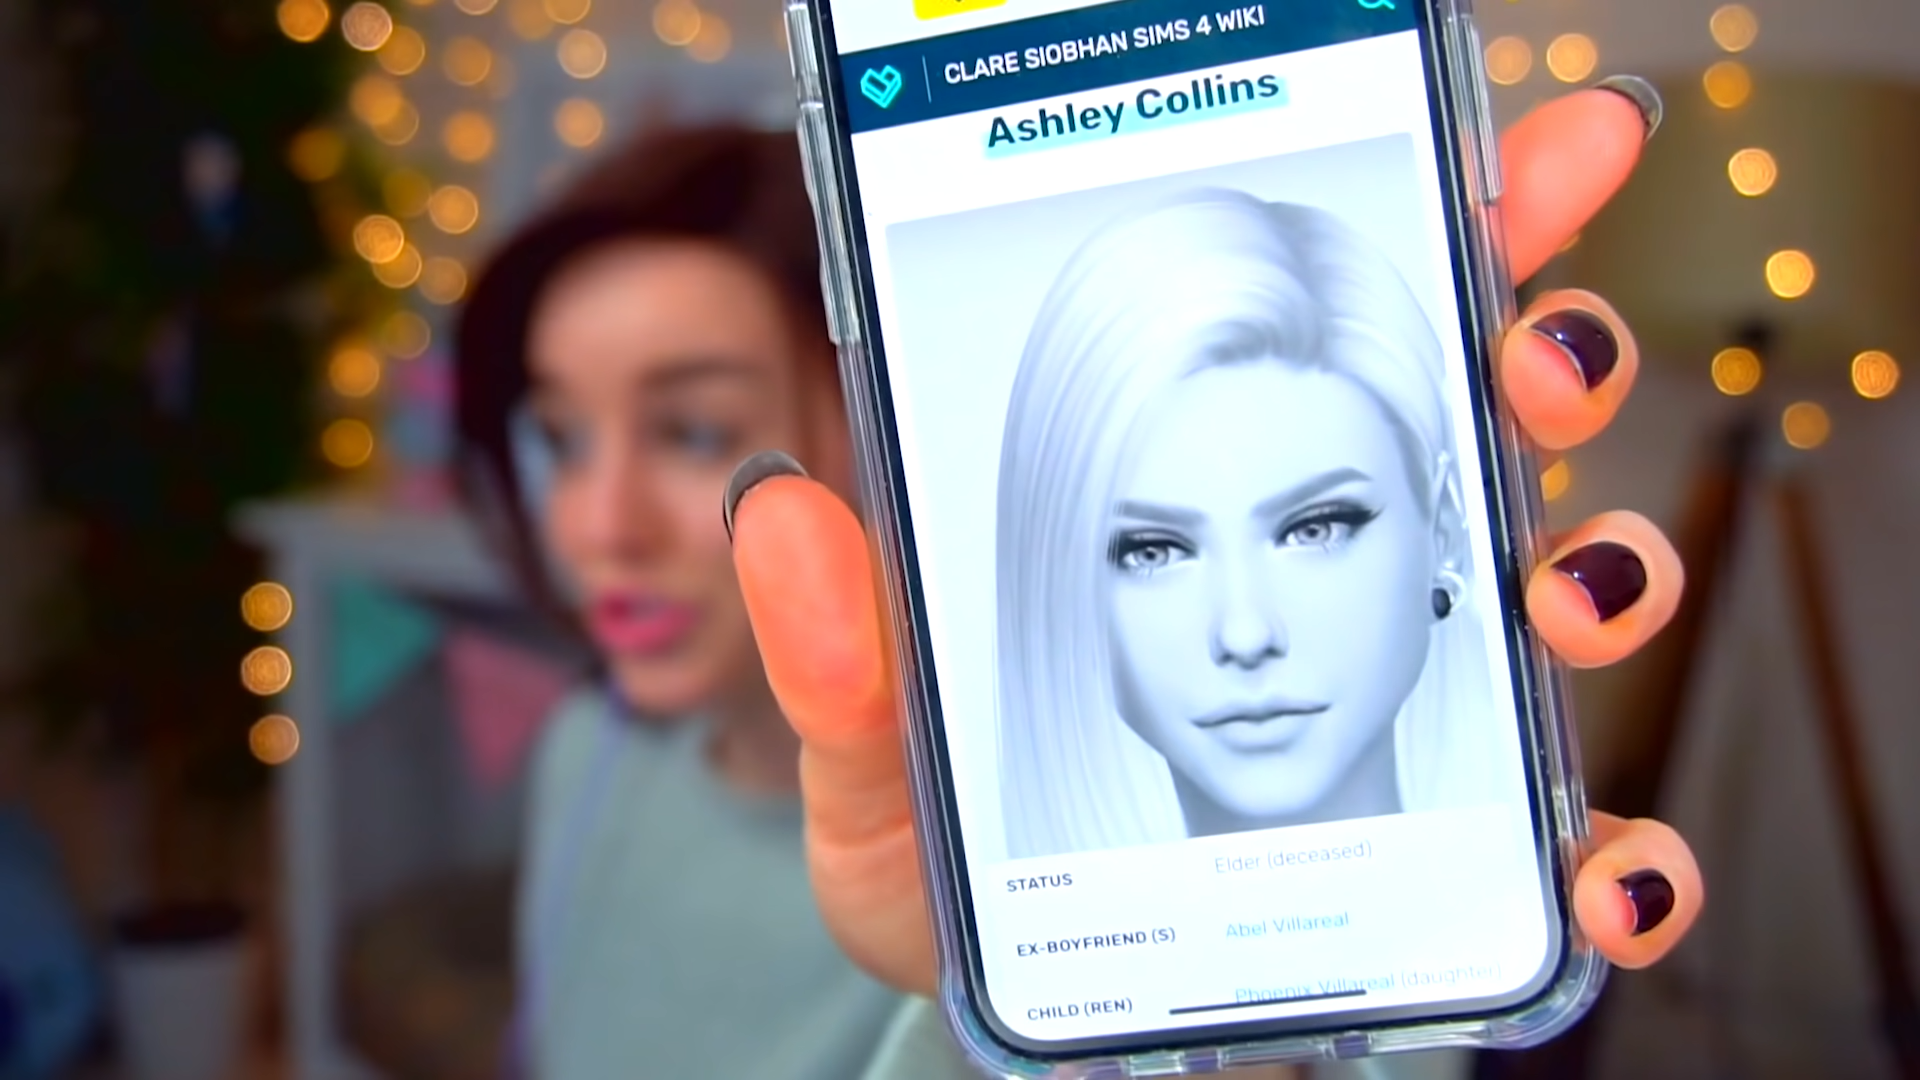 CLARE SIOBHAN SIMS 4 WIKI
Ashley Collins
STATUS Elder (deceased)
EX-BOYFRIEND (S) Abel Villareal
CHILD (REN) Phoenix Villareal (daughter)